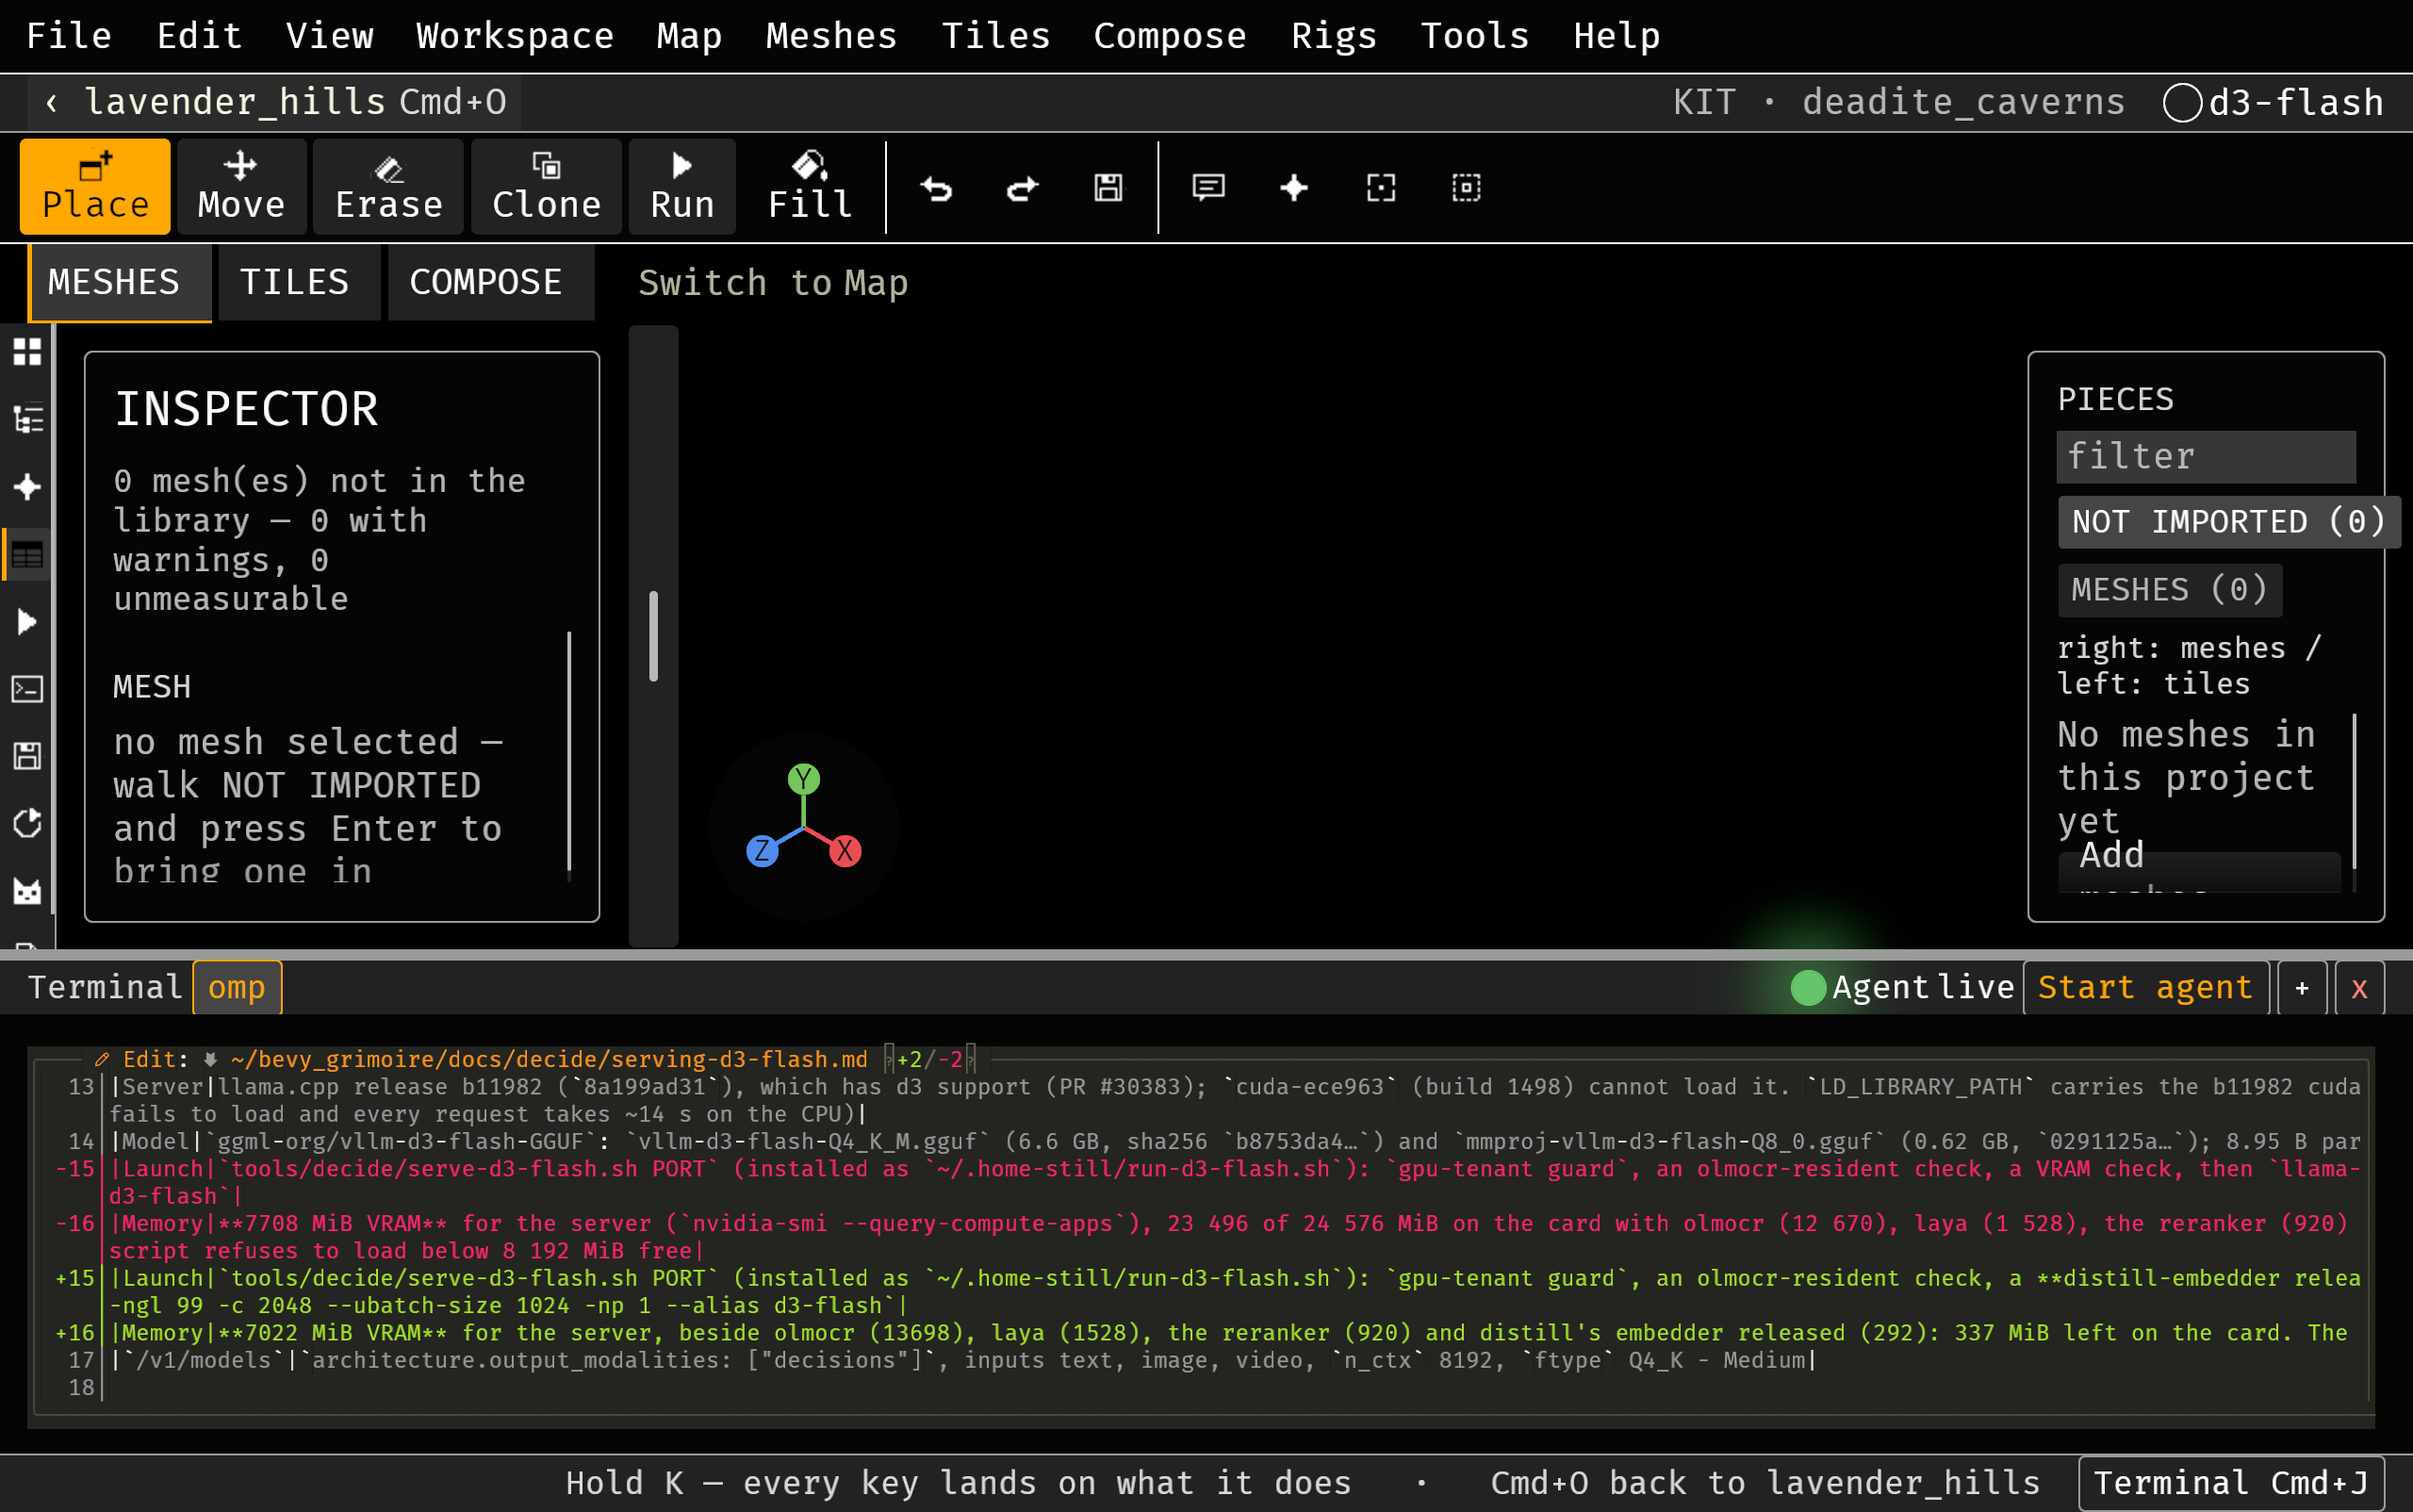 File Edit View Workspace Map Meshes Tiles Compose Rigs Tools Help
‹ lavender_hills Cmd+O
KIT · deadite_caverns d3-flash
Place Move Erase Clone Run Fill
MESHES TILES COMPOSE Switch to Map
INSPECTOR
0 mesh(es) not in the
library — 0 with
warnings, 0
unmeasurable
MESH
no mesh selected —
walk NOT IMPORTED
and press Enter to
bring one in
Y
Z
X
PIECES
filter
NOT IMPORTED (0)
MESHES (0)
right: meshes /
left: tiles
No meshes in
this project
yet
Add
meshes
Terminal omp
Agent live Start agent + x
Edit: ~/bevy_grimoire/docs/decide/serving-d3-flash.md +2/-2
13 |Server|llama.cpp release b11982 (`8a199ad31`), which has d3 support (PR #30383); `cuda-ece963` (build 1498) cannot load it. `LD_LIBRARY_PATH` carries the b11982 cuda
fails to load and every request takes ~14 s on the CPU)|
14 |Model|`ggml-org/vllm-d3-flash-GGUF`: `vllm-d3-flash-Q4_K_M.gguf` (6.6 GB, sha256 `b8753da4…`) and `mmproj-vllm-d3-flash-Q8_0.gguf` (0.62 GB, `0291125a…`); 8.95 B par
-15 |Launch|`tools/decide/serve-d3-flash.sh PORT` (installed as `~/.home-still/run-d3-flash.sh`): `gpu-tenant guard`, an olmocr-resident check, a VRAM check, then `llama-
d3-flash`|
-16 |Memory|**7708 MiB VRAM** for the server (`nvidia-smi --query-compute-apps`), 23 496 of 24 576 MiB on the card with olmocr (12 670), laya (1 528), the reranker (920)
script refuses to load below 8 192 MiB free|
+15 |Launch|`tools/decide/serve-d3-flash.sh PORT` (installed as `~/.home-still/run-d3-flash.sh`): `gpu-tenant guard`, an olmocr-resident check, a **distill-embedder relea
-ngl 99 -c 2048 --ubatch-size 1024 -np 1 --alias d3-flash`|
+16 |Memory|**7022 MiB VRAM** for the server, beside olmocr (13698), laya (1528), the reranker (920) and distill's embedder released (292): 337 MiB left on the card. The
17 |`/v1/models`|`architecture.output_modalities: ["decisions"]`, inputs text, image, video, `n_ctx` 8192, `ftype` Q4_K - Medium|
18
Hold K — every key lands on what it does · Cmd+O back to lavender_hills Terminal Cmd+J